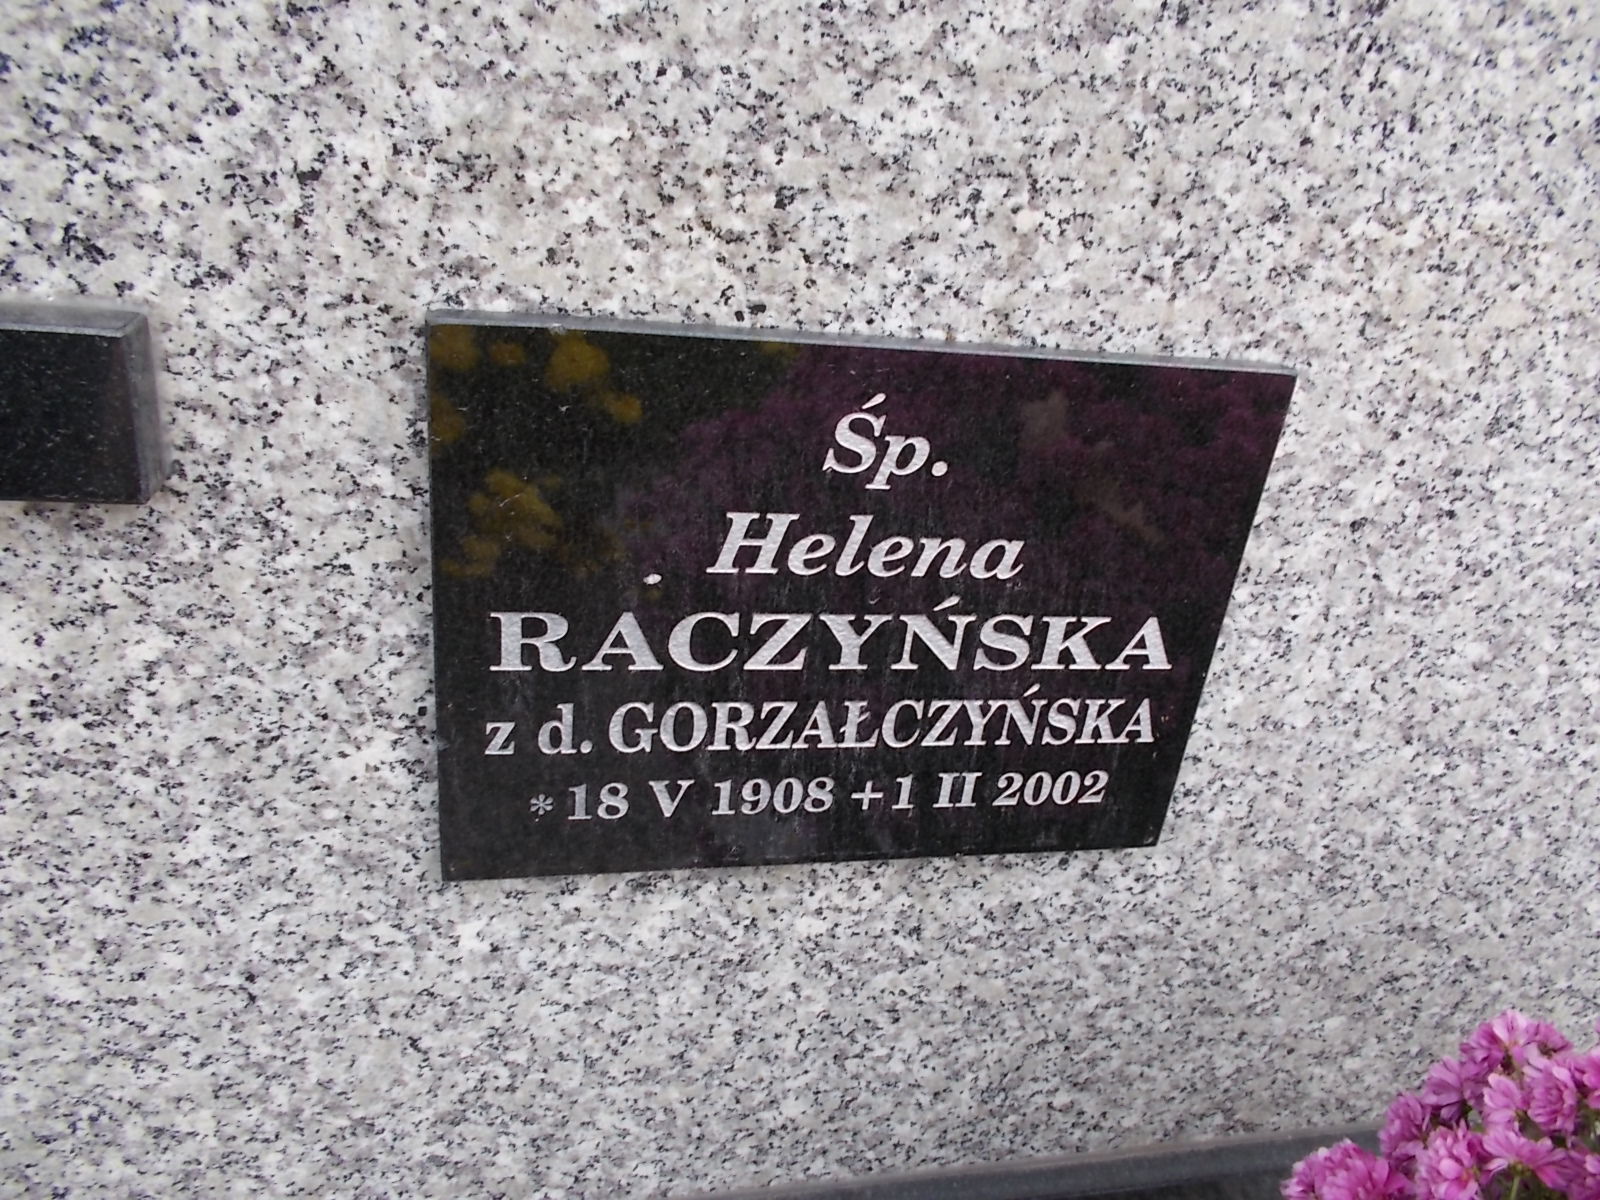 Śp.
Helena
RACZYŃSKA
z d. GORZAŁCZYŃSKA
* 18 V 1908 + 1 II 2002